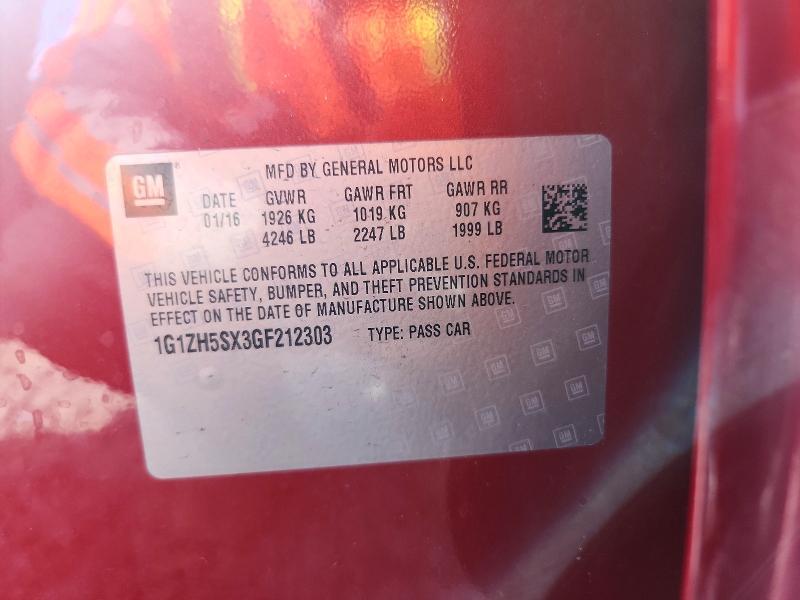 GM
MFD BY GENERAL MOTORS LLC
DATE GVWR GAWR FRT GAWR RR
01/16 1926 KG 1019 KG 907 KG
4246 LB 2247 LB 1999 LB
THIS VEHICLE CONFORMS TO ALL APPLICABLE U.S. FEDERAL MOTOR
VEHICLE SAFETY, BUMPER, AND THEFT PREVENTION STANDARDS IN
EFFECT ON THE DATE OF MANUFACTURE SHOWN ABOVE.
1G1ZH5SX3GF212303 TYPE: PASS CAR